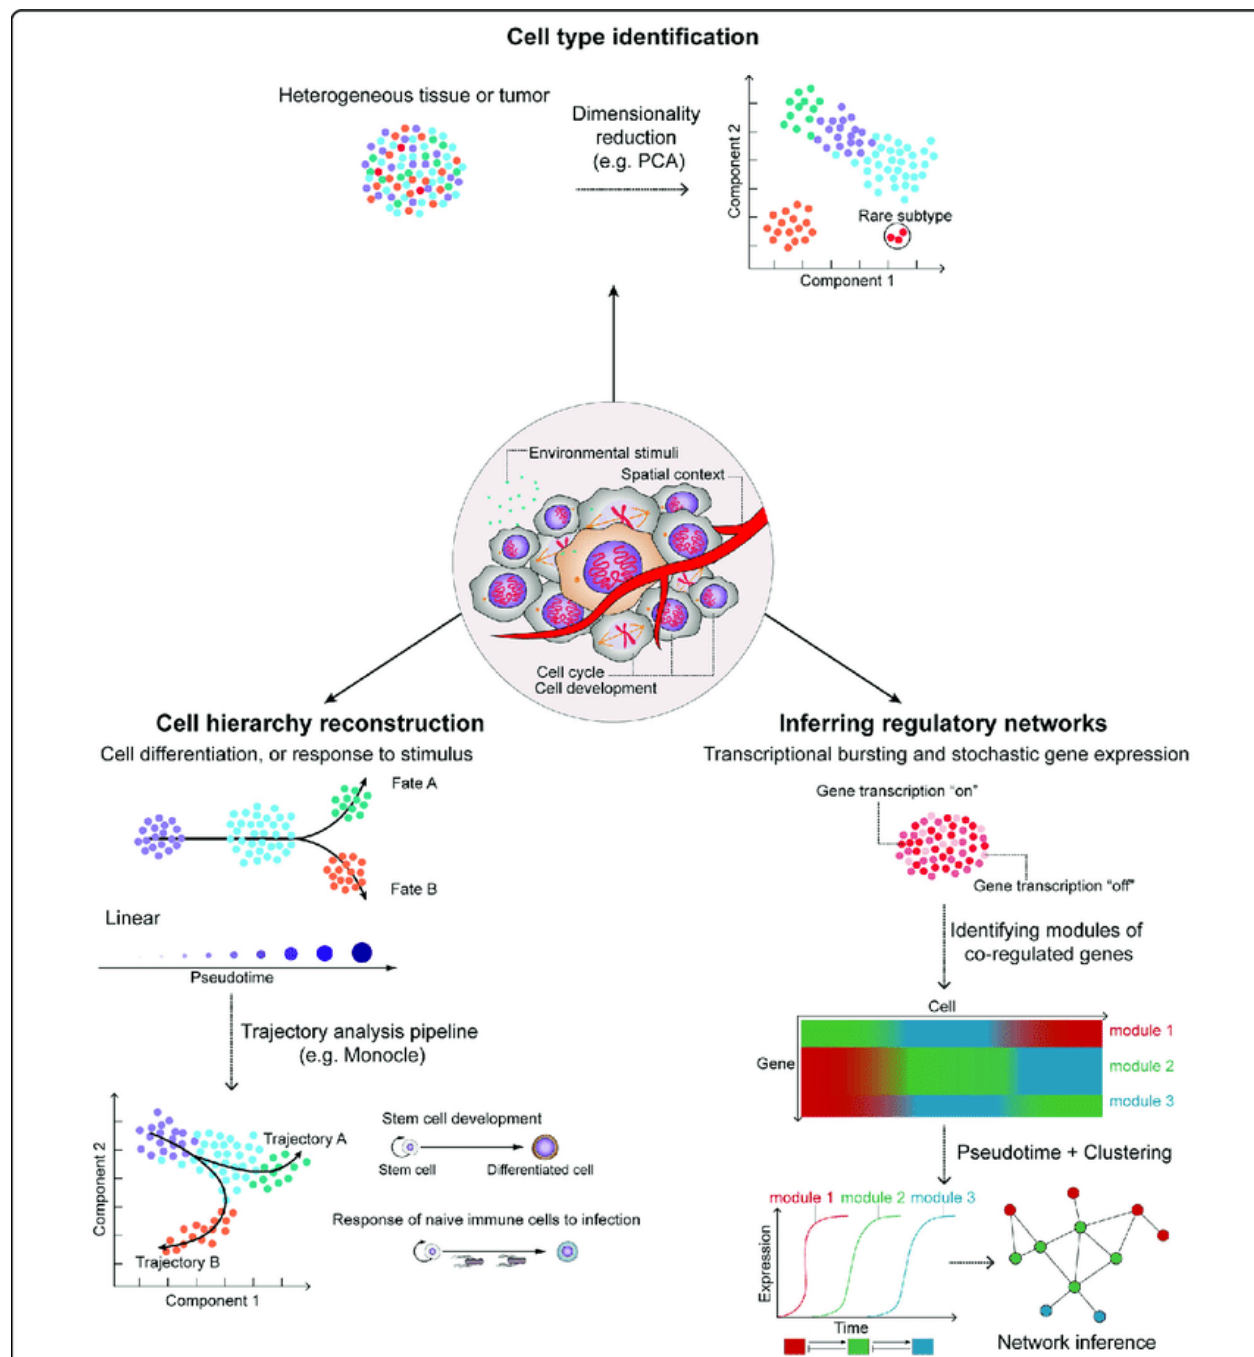 Cell type identification
Heterogeneous tissue or tumor
Dimensionality
reduction
(e.g. PCA)
Component 2
Rare subtype
Component 1
Environmental stimuli
Spatial context
Cell cycle
Cell development
Cell hierarchy reconstruction
Cell differentiation, or response to stimulus
Fate A
Fate B
Linear
Pseudotime
Trajectory analysis pipeline
(e.g. Monocle)
Component 2
Trajectory A
Trajectory B
Component 1
Stem cell development
Stem cell
Differentiated cell
Response of naive immune cells to infection
Inferring regulatory networks
Transcriptional bursting and stochastic gene expression
Gene transcription "on"
Gene transcription "off"
Identifying modules of
co-regulated genes
Cell
Gene
module 1
module 2
module 3
Pseudotime + Clustering
module 1 module 2 module 3
Expression
Time
Network inference